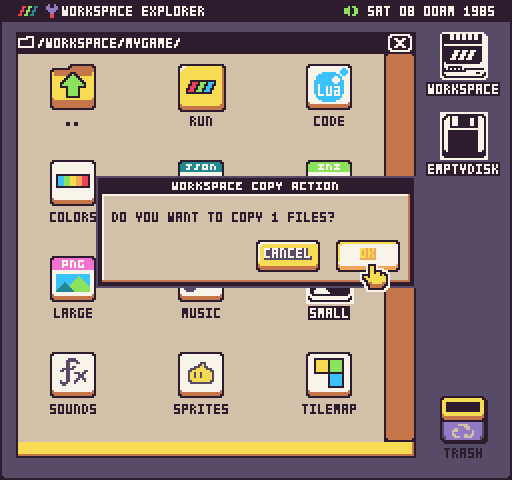 WORKSPACE EXPLORER
SAT 08 00AM 1985
/WORKSPACE/MYGAME/
WORKSPACE
..
RUN
Lua
CODE
EMPTYDISK
JSON
INI
COLORS
WORKSPACE COPY ACTION
DO YOU WANT TO COPY 1 FILES?
CANCEL
OK
PNG
LARGE
MUSIC
SMALL
fx
SOUNDS
SPRITES
TILEMAP
TRASH